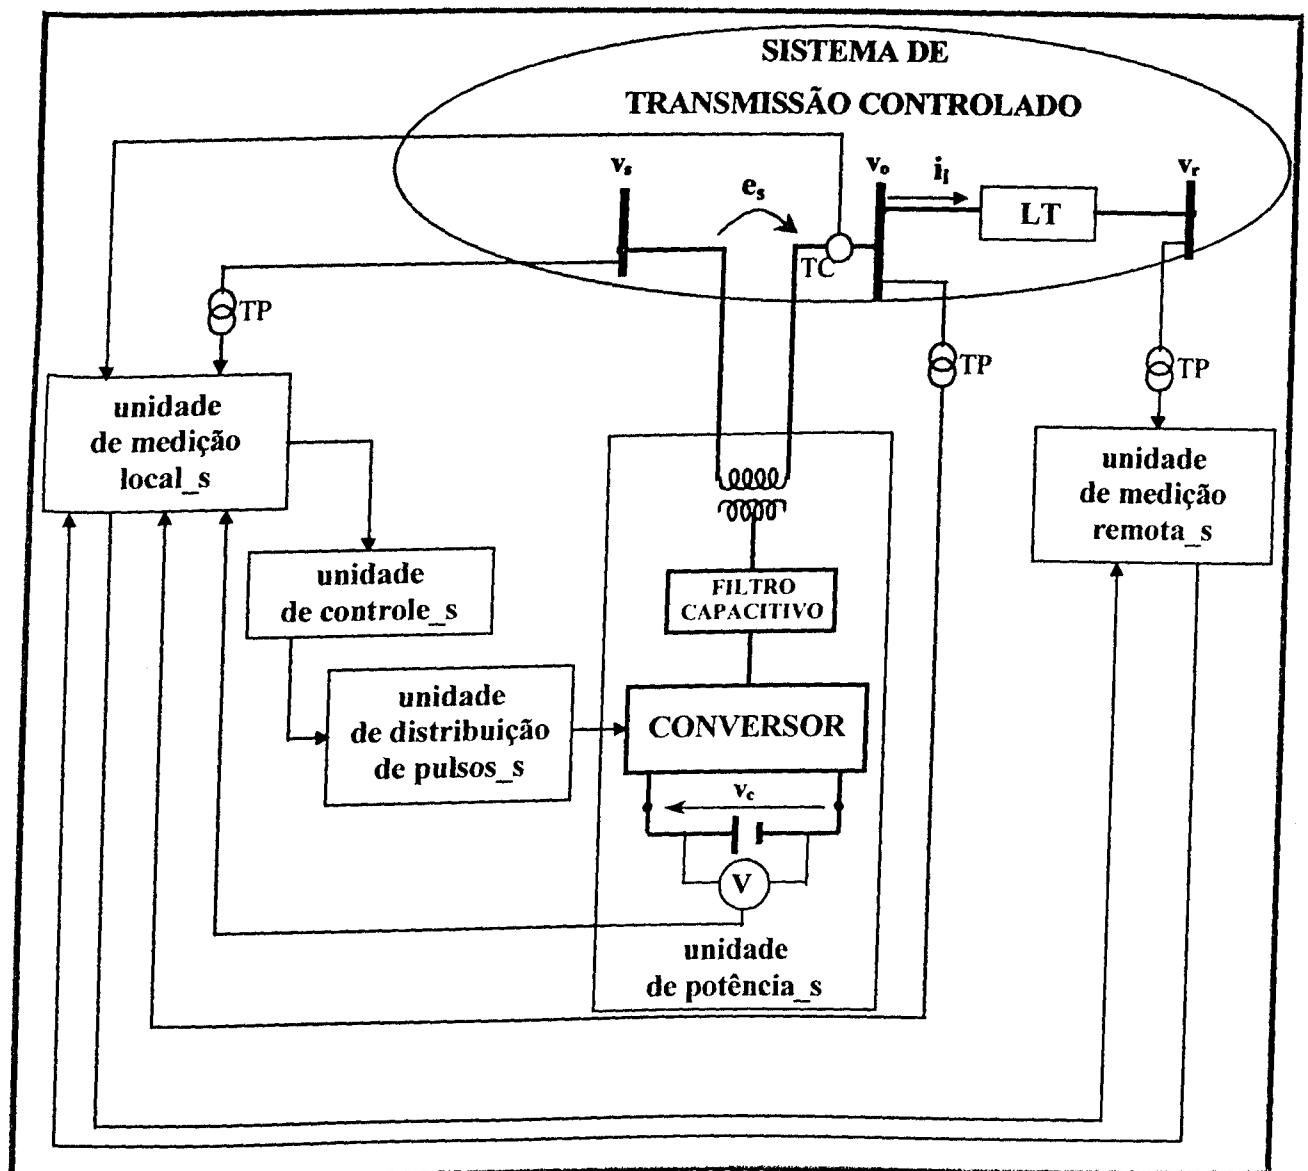 SISTEMA DE
TRANSMISSÃO CONTROLADO
vs
es
vo
il
vr
LT
TC
TP
TP
TP
unidade
de medição
local_s
unidade
de medição
remota_s
unidade
de controle_s
FILTRO
CAPACITIVO
unidade
de distribuição
de pulsos_s
CONVERSOR
vc
V
unidade
de potência_s